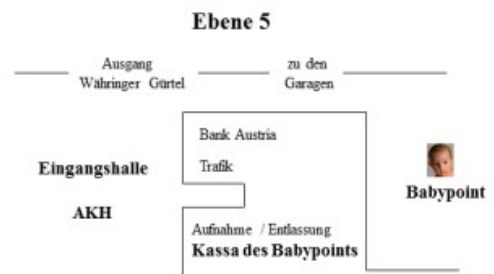 Ebene 5
Ausgang
Währinger Gürtel
zu den
Garagen
Bank Austria
Trafik
Eingangshalle
AKH
Babypoint
Aufnahme / Entlassung
Kassa des Babypoints